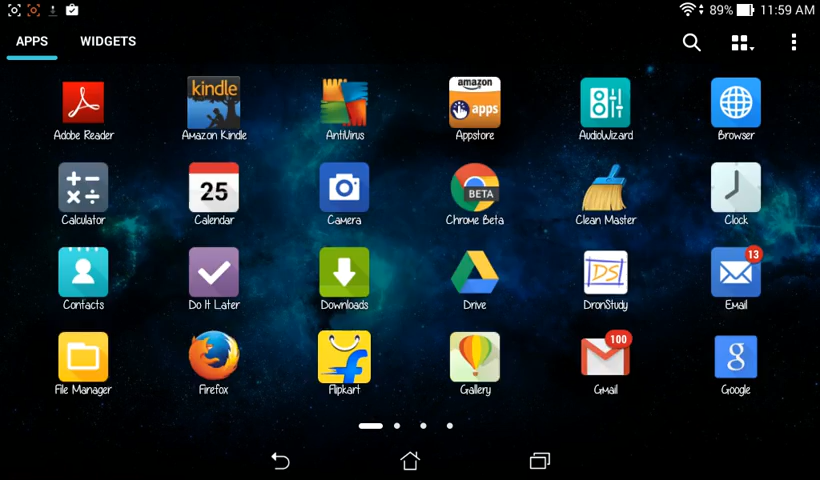 89% 11:59 AM
APPS WIDGETS
kindle
amazon
apps
Adobe Reader Amazon Kindle AntiVirus Appstore AudioWizard Browser
25
BETA
Calculator Calendar Camera Chrome Beta Clean Master Clock
DS
13
Contacts Do It Later Downloads Drive DronStudy Email
f
100
g
File Manager Firefox Flipkart Gallery Gmail Google